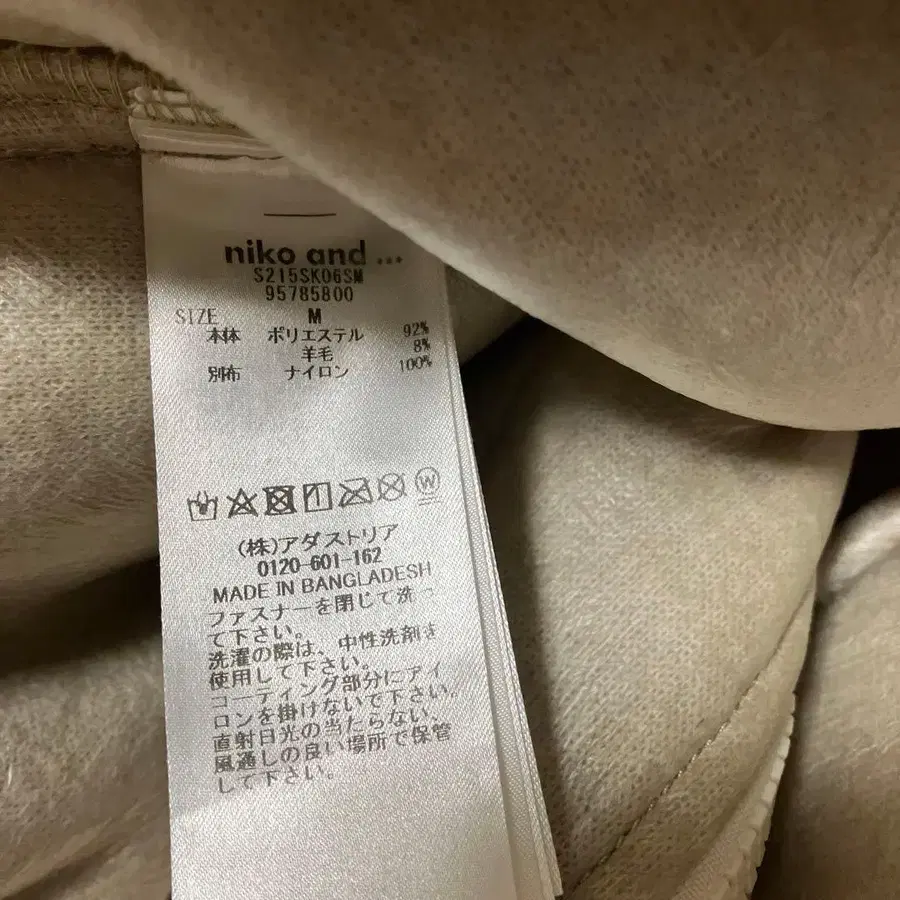 niko and ...
S215SK06SM
95785800
SIZE M
本体 ポリエステル 92%
羊毛 8%
別布 ナイロン 100%
W
(株)アダストリア
0120-601-162
MADE IN BANGLADESH
ファスナーを閉じて洗っ
て下さい。
洗濯の際は、中性洗剤を
使用して下さい。
コーティング部分にアイ
ロンを掛けないで下さい。
直射日光の当たらない、
風通しの良い場所で保管
して下さい。